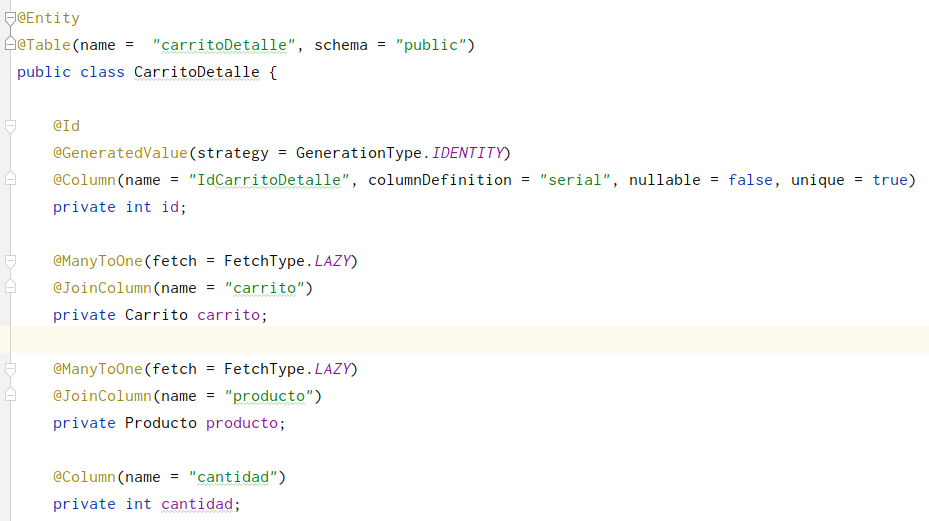 @Entity
@Table(name =  "carritoDetalle", schema = "public")
public class CarritoDetalle {
@Id
@GeneratedValue(strategy = GenerationType.IDENTITY)
@Column(name = "IdCarritoDetalle", columnDefinition = "serial", nullable = false, unique = true)
private int id;
@ManyToOne(fetch = FetchType.LAZY)
@JoinColumn(name = "carrito")
private Carrito carrito;
@ManyToOne(fetch = FetchType.LAZY)
@JoinColumn(name = "producto")
private Producto producto;
@Column(name = "cantidad")
private int cantidad;